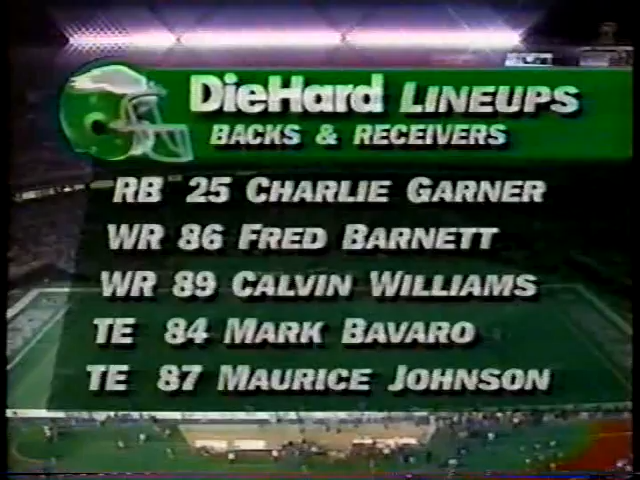 DieHard LINEUPS
BACKS & RECEIVERS
RB 25 CHARLIE GARNER
WR 86 FRED BARNETT
WR 89 CALVIN WILLIAMS
TE 84 MARK BAVARO
TE 87 MAURICE JOHNSON